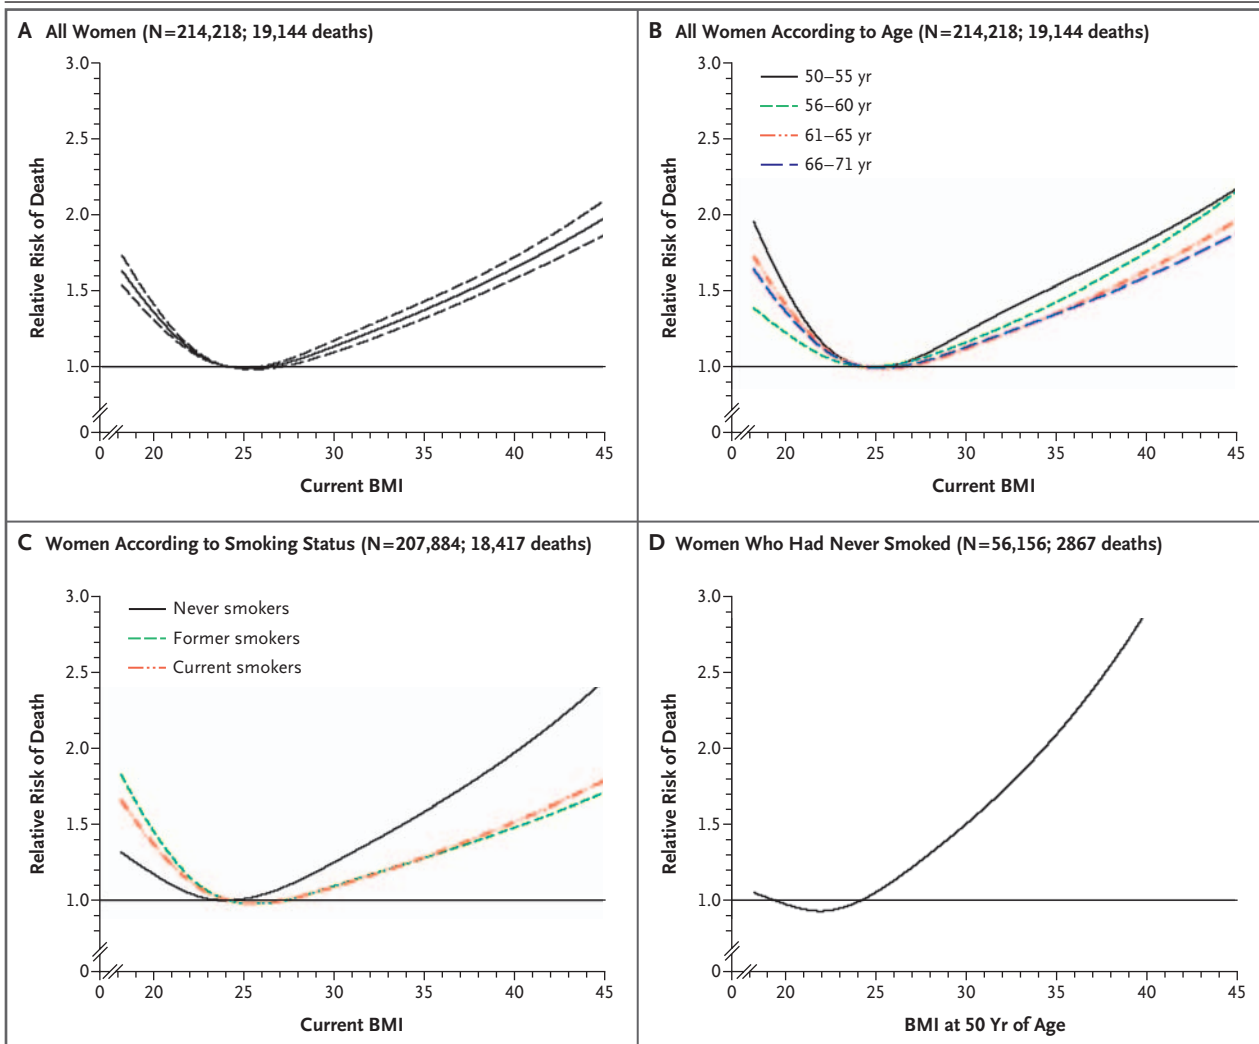 A All Women (N=214,218; 19,144 deaths)
3.0
2.5
2.0
1.5
1.0
0
Relative Risk of Death
0 20 25 30 35 40 45
Current BMI
B All Women According to Age (N=214,218; 19,144 deaths)
3.0
2.5
2.0
1.5
1.0
0
Relative Risk of Death
50–55 yr
56–60 yr
61–65 yr
66–71 yr
0 20 25 30 35 40 45
Current BMI
C Women According to Smoking Status (N=207,884; 18,417 deaths)
3.0
2.5
2.0
1.5
1.0
0
Relative Risk of Death
Never smokers
Former smokers
Current smokers
0 20 25 30 35 40 45
Current BMI
D Women Who Had Never Smoked (N=56,156; 2867 deaths)
3.0
2.5
2.0
1.5
1.0
0
Relative Risk of Death
0 20 25 30 35 40 45
BMI at 50 Yr of Age